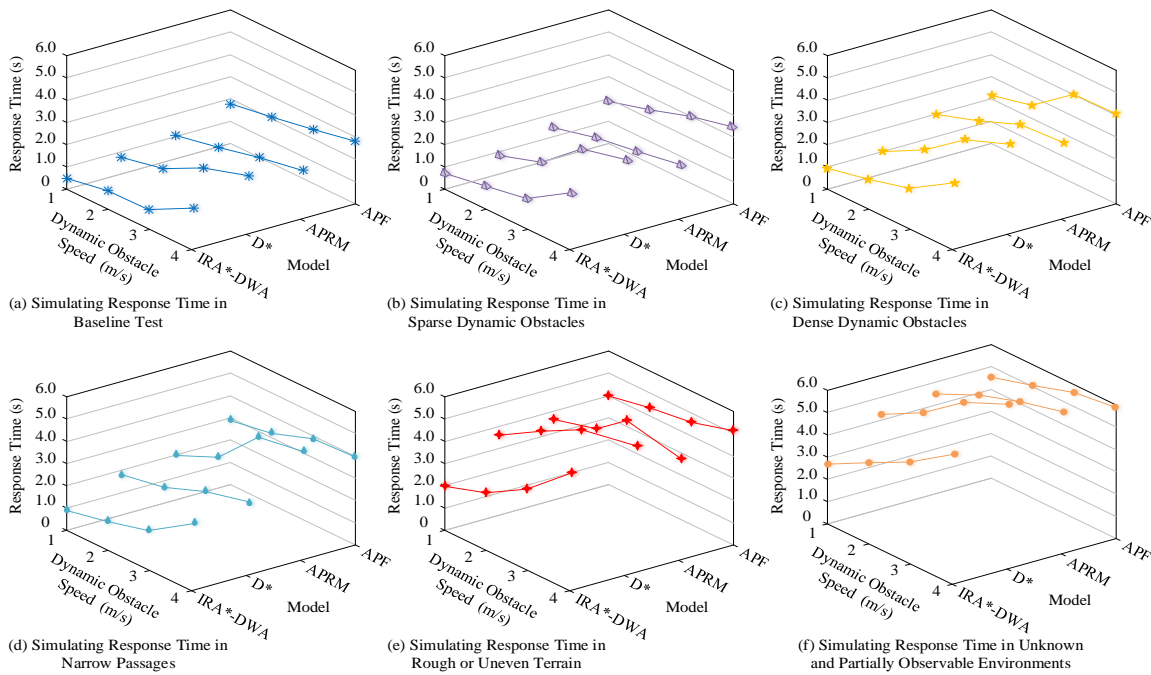 6.0
5.0
4.0
3.0
2.0
1.0
0
Response Time (s)
1
2
3
4
Dynamic Obstacle
Speed (m/s)
IRA*-DWA
D*
APRM
APF
Model
(a) Simulating Response Time in
Baseline Test
6.0
5.0
4.0
3.0
2.0
1.0
0
Response Time (s)
1
2
3
4
Dynamic Obstacle
Speed (m/s)
IRA*-DWA
D*
APRM
APF
Model
(b) Simulating Response Time in
Sparse Dynamic Obstacles
6.0
5.0
4.0
3.0
2.0
1.0
0
Response Time (s)
1
2
3
4
Dynamic Obstacle
Speed (m/s)
IRA*-DWA
D*
APRM
APF
Model
(c) Simulating Response Time in
Dense Dynamic Obstacles
6.0
5.0
4.0
3.0
2.0
1.0
0
Response Time (s)
1
2
3
4
Dynamic Obstacle
Speed (m/s)
IRA*-DWA
D*
APRM
APF
Model
(d) Simulating Response Time in
Narrow Passages
6.0
5.0
4.0
3.0
2.0
1.0
0
Response Time (s)
1
2
3
4
Dynamic Obstacle
Speed (m/s)
IRA*-DWA
D*
APRM
APF
Model
(e) Simulating Response Time in
Rough or Uneven Terrain
6.0
5.0
4.0
3.0
2.0
1.0
0
Response Time (s)
1
2
3
4
Dynamic Obstacle
Speed (m/s)
IRA*-DWA
D*
APRM
APF
Model
(f) Simulating Response Time in Unknown
and Partially Observable Environments